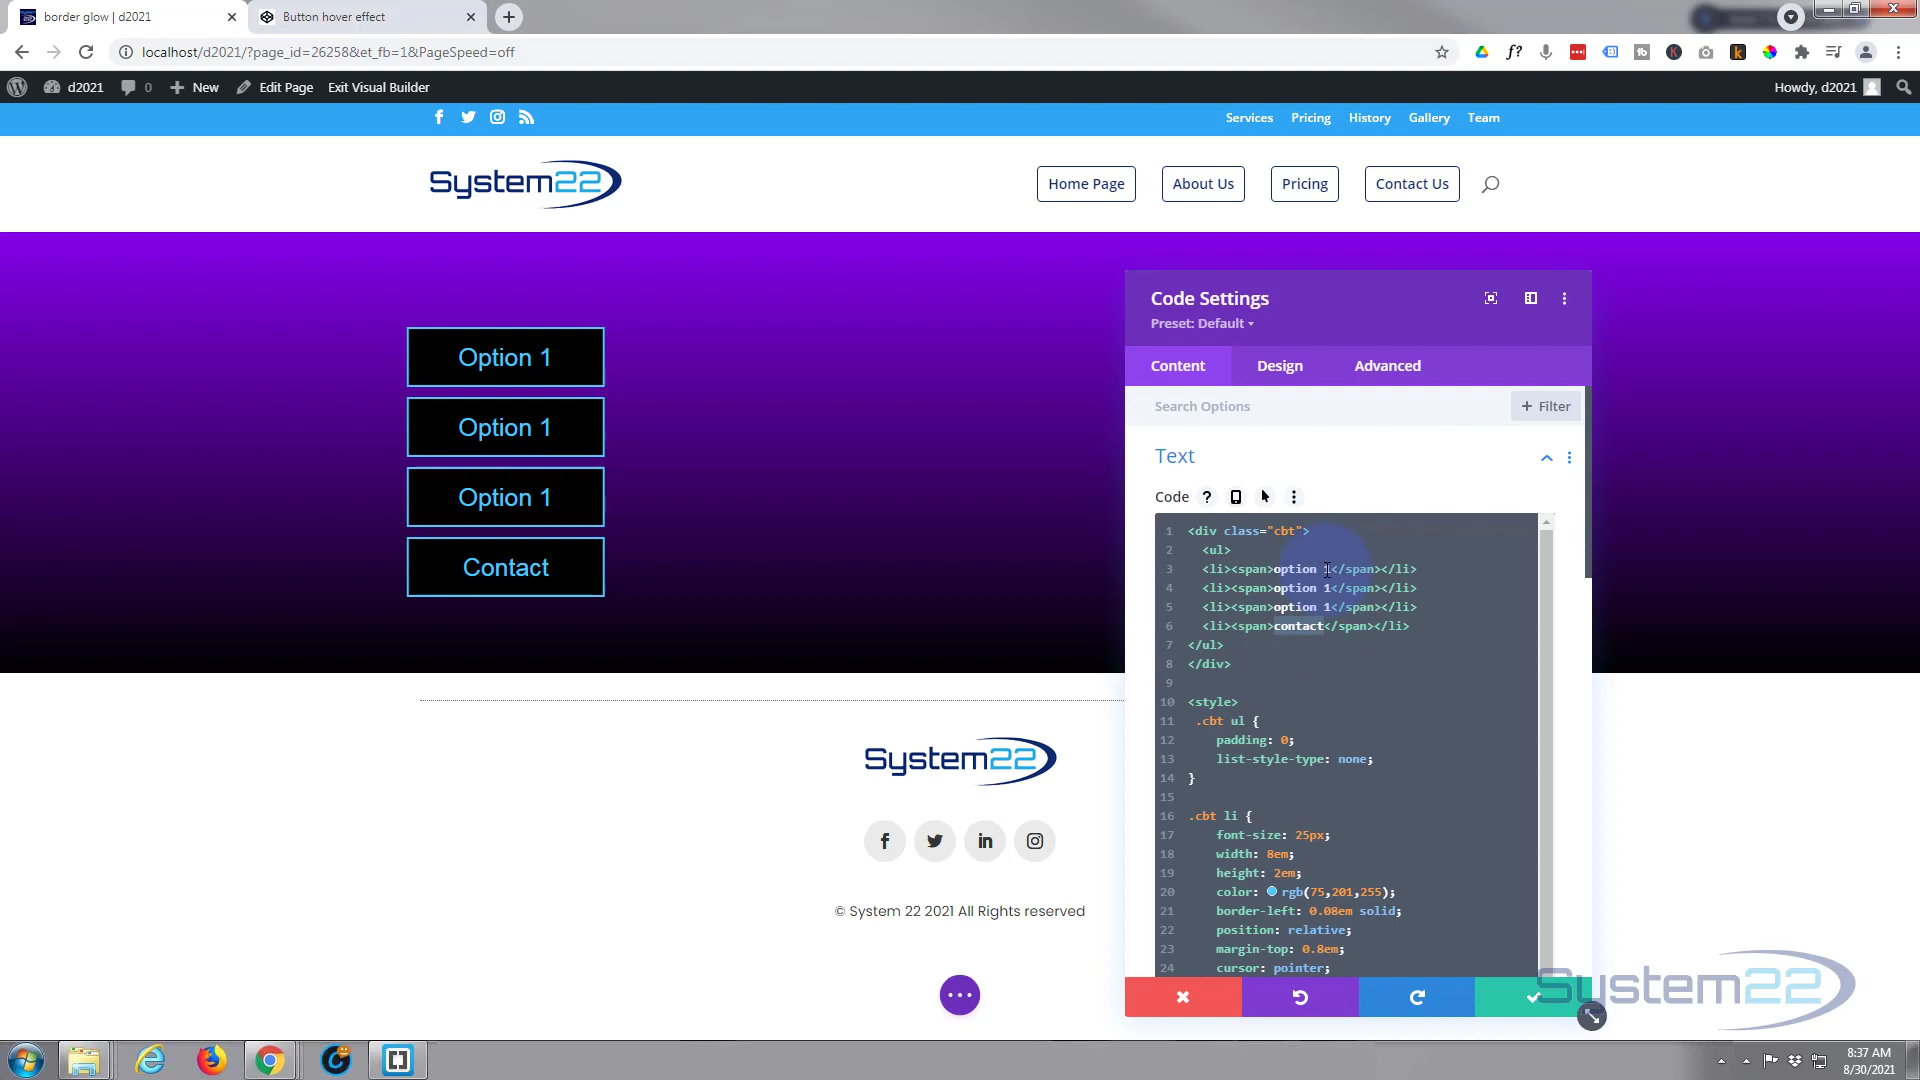 border glow | d2021
Button hover effect
localhost/d2021/?page_id=26258&et_fb=1&PageSpeed=off
d2021
0
New
Edit Page
Exit Visual Builder
Howdy, d2021
Services
Pricing
History
Gallery
Team
System22
Home Page
About Us
Pricing
Contact Us
Option 1
Option 1
Option 1
Contact
Code Settings
Preset: Default
Content
Design
Advanced
Search Options
+ Filter
Text
Code
1 <div class="cbt">
2 <ul>
3 <li><span>option 1</span></li>
4 <li><span>option 1</span></li>
5 <li><span>option 1</span></li>
6 <li><span>contact</span></li>
7 </ul>
8 </div>
9
10 <style>
11 .cbt ul {
12 padding: 0;
13 list-style-type: none;
14 }
15
16 .cbt li {
17 font-size: 25px;
18 width: 8em;
19 height: 2em;
20 color: rgb(75,201,255);
21 border-left: 0.08em solid;
22 position: relative;
23 margin-top: 0.8em;
24 cursor: pointer;
System22
© System 22 2021 All Rights reserved
System22
8:37 AM
8/30/2021